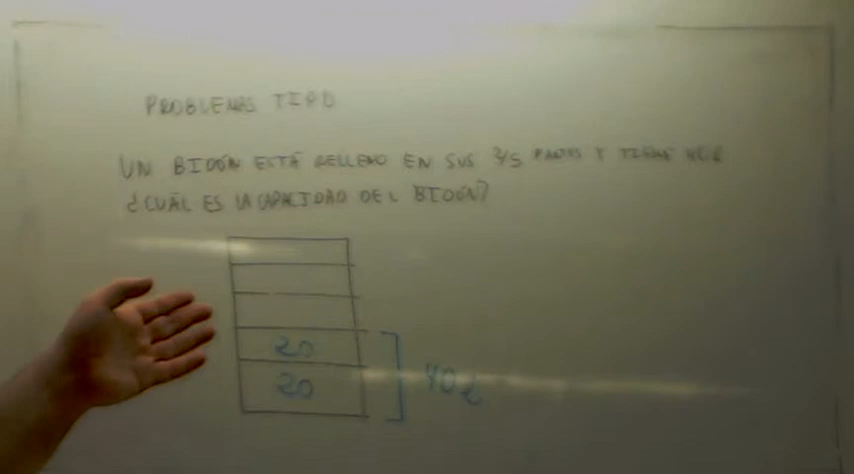 PROBLEMAS TIPO
UN BIDÓN ESTÁ RELLENO EN SUS 2/5 PARTES Y TIENE 40 L
¿CUÁL ES LA CAPACIDAD DEL BIDÓN?
20
20
40 L